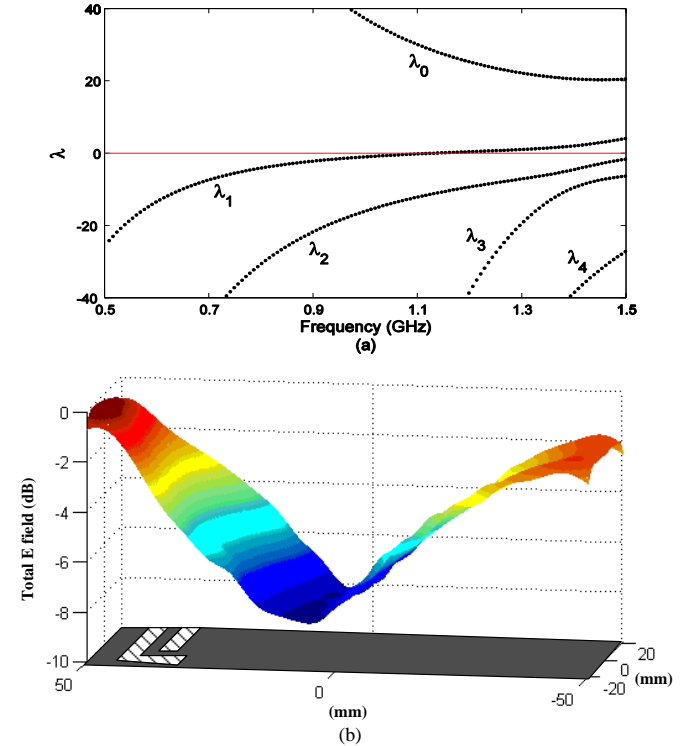 40
20
0
-20
-40
λ
λ0
λ1
λ2
λ3
λ4
0.5 0.7 0.9 1.1 1.3 1.5
Frequency (GHz)
(a)
0
-2
-4
-6
-8
-10
Total E field (dB)
50
0
-50
(mm)
20
0
-20
(mm)
(b)